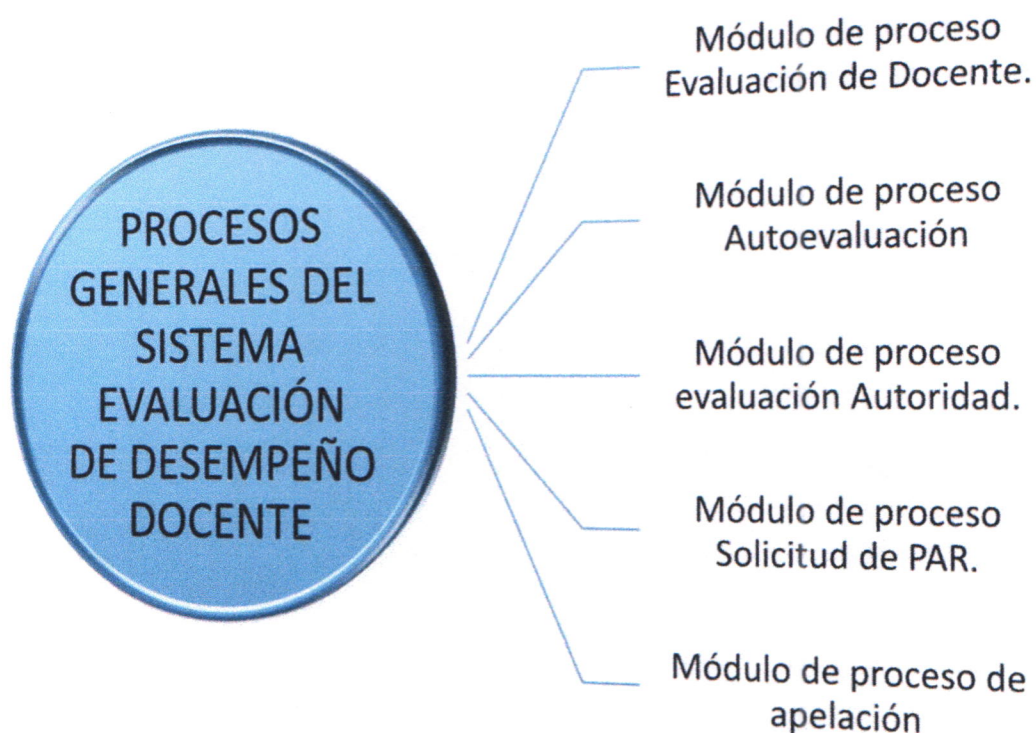 PROCESOS
GENERALES DEL
SISTEMA
EVALUACIÓN
DE DESEMPEÑO
DOCENTE
Módulo de proceso
Evaluación de Docente.
Módulo de proceso
Autoevaluación
Módulo de proceso
evaluación Autoridad.
Módulo de proceso
Solicitud de PAR.
Módulo de proceso de
apelación